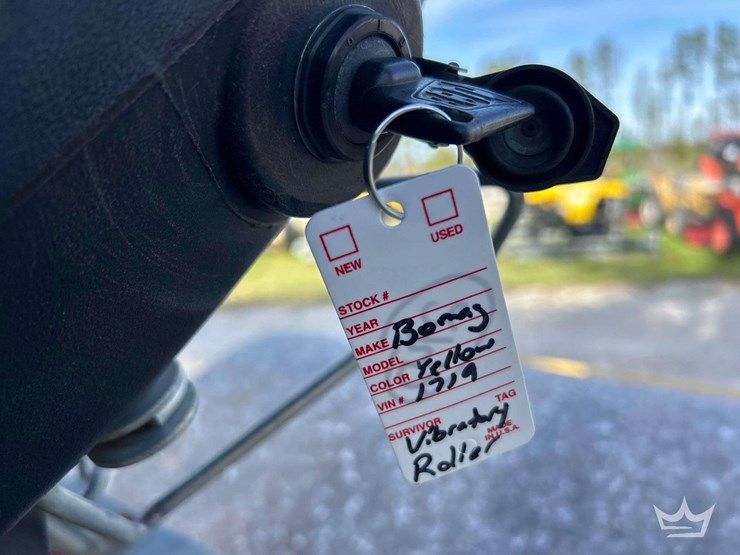 NEW
USED
STOCK #
YEAR
MAKE Bomag
MODEL
COLOR Yellow
VIN # 1719
SURVIVOR TAG
Vibratory MADE
Roller IN U.S.A.